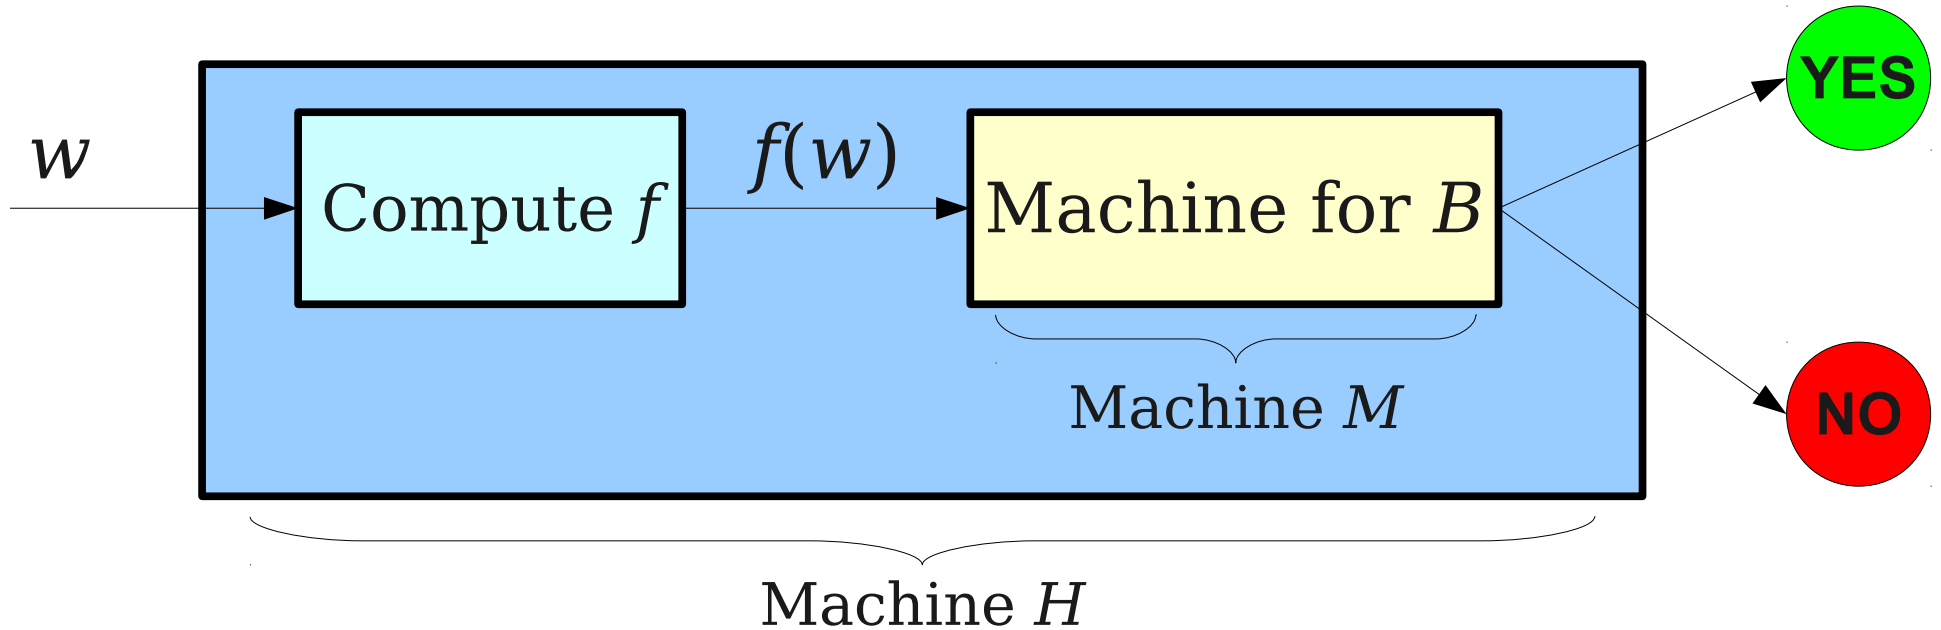 w
Compute f
f(w)
Machine for B
YES
Machine M
NO
Machine H